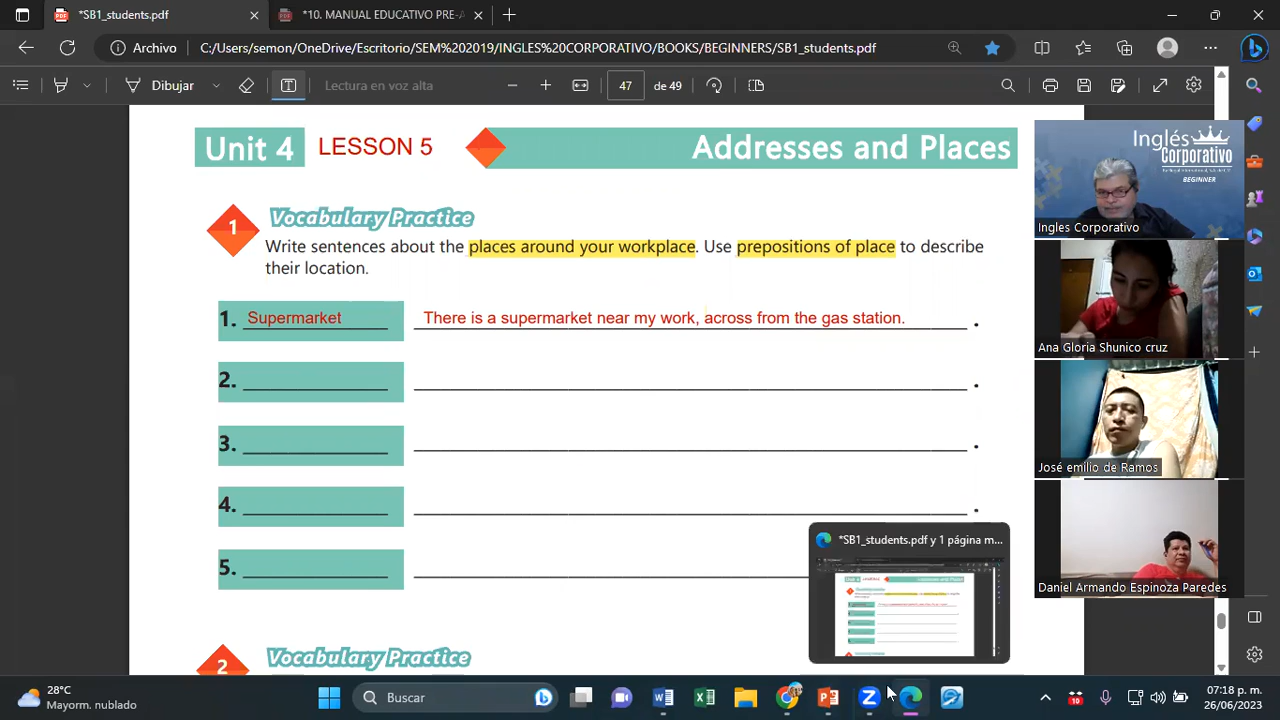 *SB1_students.pdf
*10. MANUAL EDUCATIVO PRE-A
Archivo
C:/Users/semon/OneDrive/Escritorio/SEM%202019/INGLES%20CORPORATIVO/BOOKS/BEGINNERS/SB1_students.pdf
Dibujar
Lectura en voz alta
47
de 49
Unit 4
LESSON 5
Addresses and Places
1
Vocabulary Practice
Write sentences about the places around your workplace. Use prepositions of place to describe
their location.
1. Supermarket
There is a supermarket near my work, across from the gas station. .
2. .
3. .
4. .
5.
2
Vocabulary Practice
Inglés
Corporativo
BEGINNER
Ingles Corporativo
Ana Gloria Shunico cruz
José emilio de Ramos
Daniel Armando Espinoza Paredes
*SB1_students.pdf y 1 página m...
28°C
Mayorm. nublado
Buscar
10
07:18 p. m.
26/06/2023